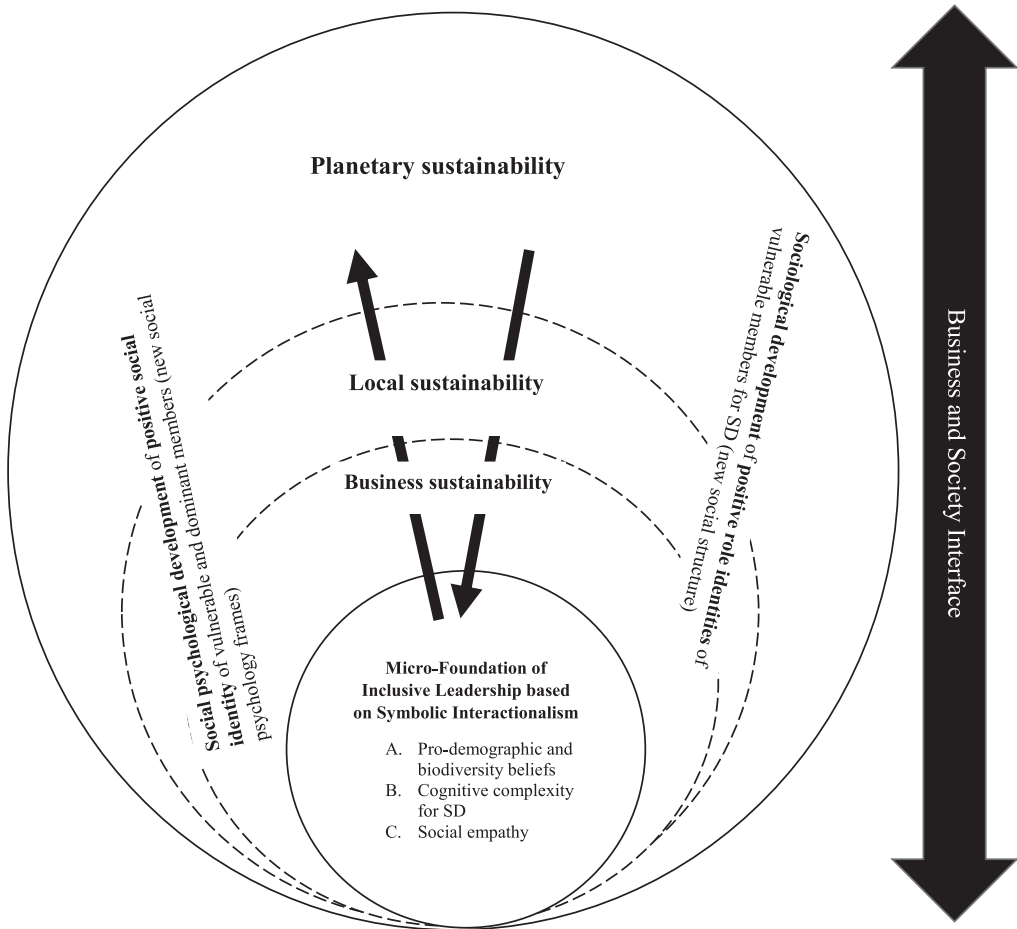 Planetary sustainability
Local sustainability
Business sustainability
Social psychological development of positive social
identity of vulnerable and dominant members (new social
psychology frames)
Sociological development of positive role identities of
vulnerable members for SD (new social structure)
Micro-Foundation of
Inclusive Leadership based
on Symbolic Interactionalism
A. Pro-demographic and
biodiversity beliefs
B. Cognitive complexity
for SD
C. Social empathy
Business and Society Interface